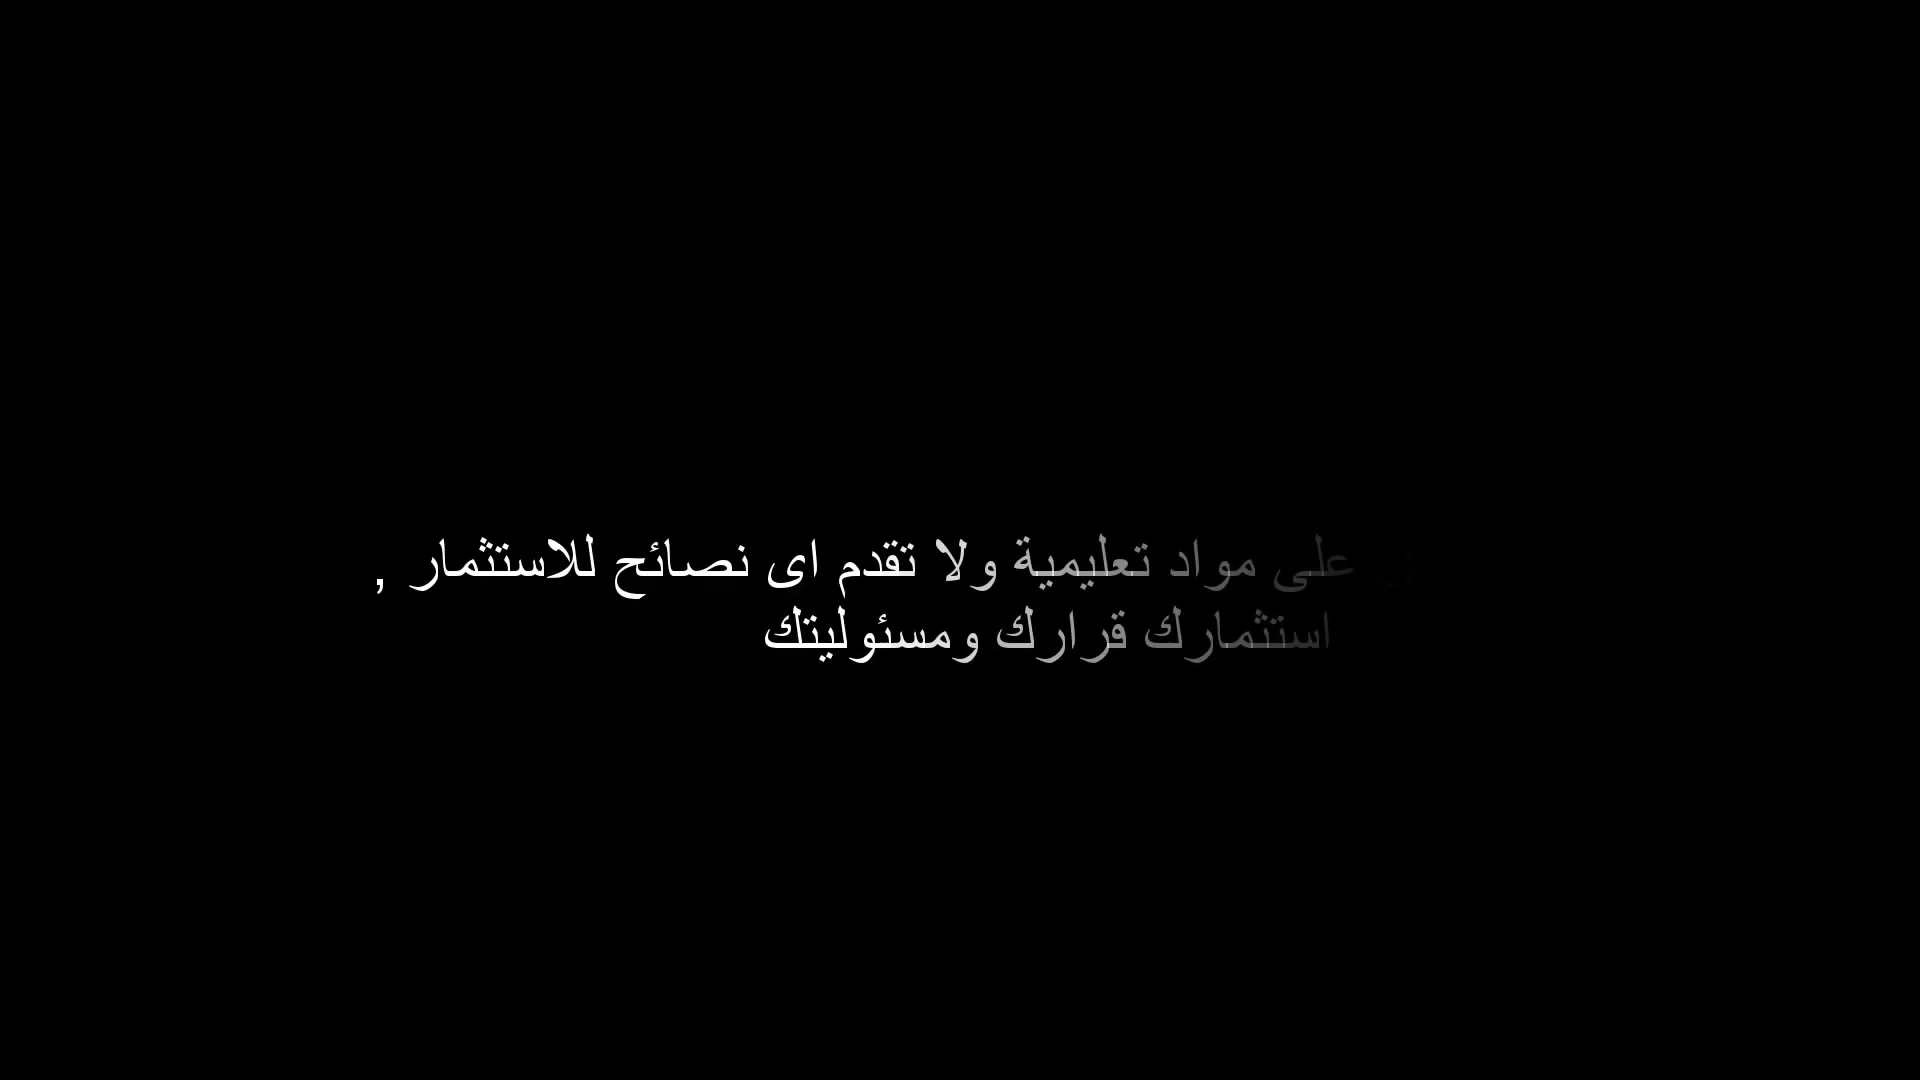 على مواد تعليمية ولا تقدم اى نصائح للاستثمار ,
استثمارك قرارك ومسئوليتك